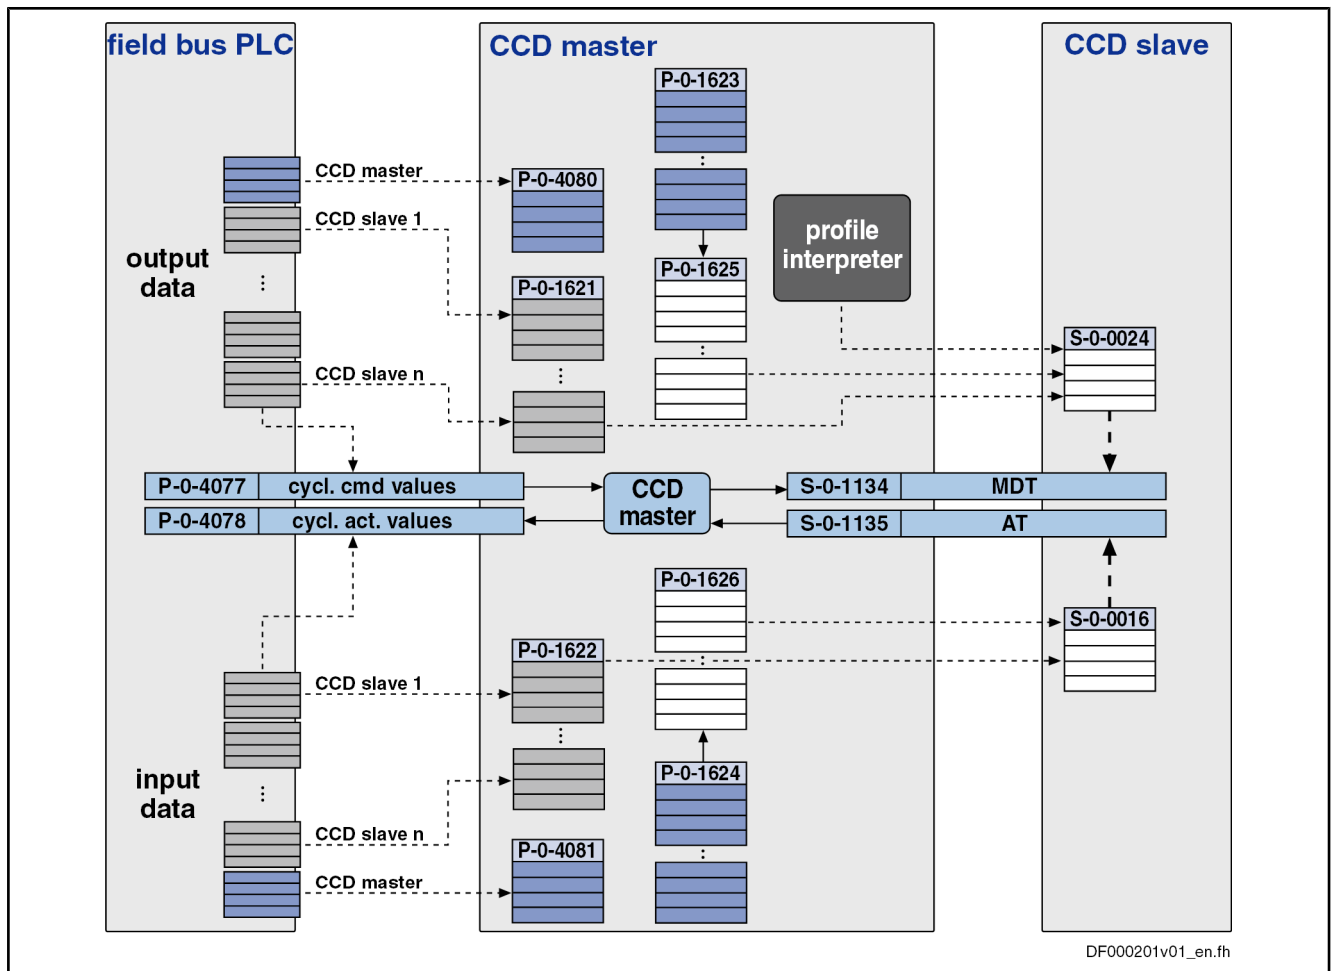 field bus PLC
CCD master
CCD slave
P-0-1623
CCD master
P-0-4080
CCD slave 1
profile
interpreter
output
data
P-0-1625
P-0-1621
S-0-0024
CCD slave n
P-0-4077 cycl. cmd values
CCD
master
S-0-1134 MDT
P-0-4078 cycl. act. values
S-0-1135 AT
P-0-1626
S-0-0016
P-0-1622
CCD slave 1
input
data
P-0-1624
CCD slave n
P-0-4081
CCD master
DF000201v01_en.fh